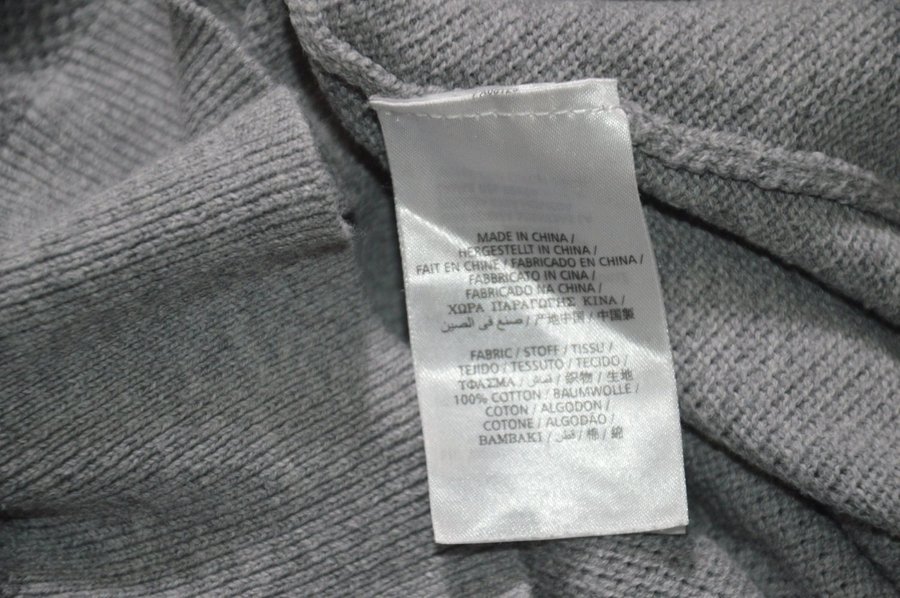 MADE IN CHINA /
HERGESTELLT IN CHINA /
FAIT EN CHINE / FABRICADO EN CHINA /
FABBRICATO IN CINA /
FABRICADO NA CHINA /
ΧΩΡΑ ΠΑΡΑΓΩΓΗΣ ΚΙΝΑ /
صنع في الصين / 产地中国 / 中国製
FABRIC / STOFF / TISSU /
TEJIDO / TESSUTO / TECIDO /
ΥΦΑΣΜΑ / قماش / 织物 / 生地
100% COTTON / BAUMWOLLE /
COTON / ALGODON /
COTONE / ALGODÃO /
ΒΑΜΒΑΚΙ / قطن / 棉 / 綿